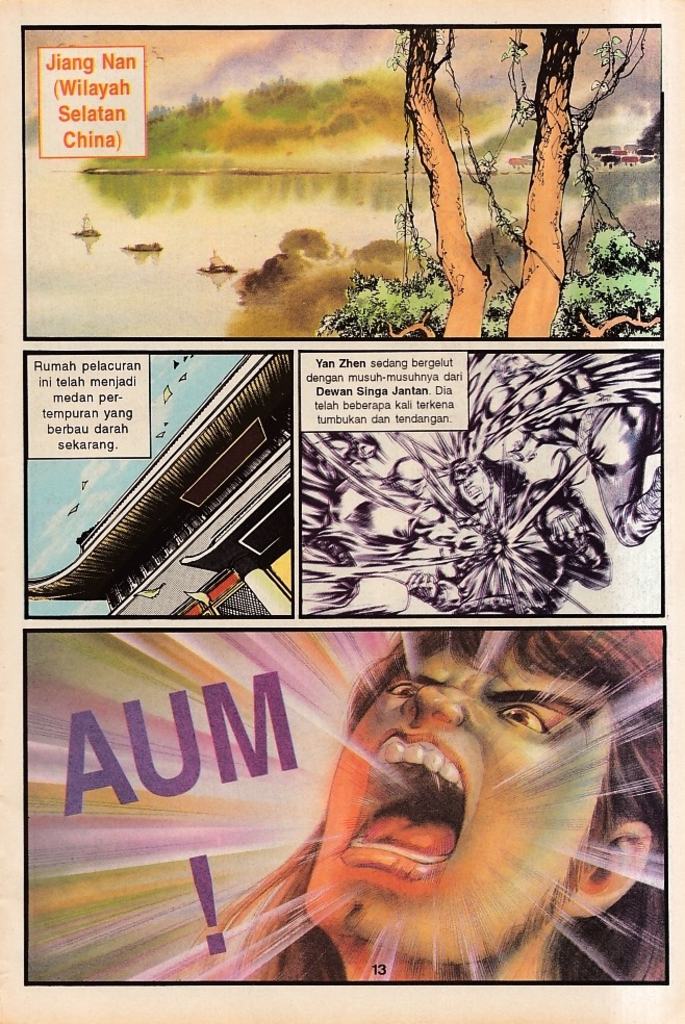 Jiang Nan
(Wilayah
Selatan
China)
Rumah pelacuran
ini telah menjadi
medan per-
tempuran yang
berbau darah
sekarang.
Yan Zhen sedang bergelut
dengan musuh-musuhnya dari
Dewan Singa Jantan. Dia
telah beberapa kali terkena
tumbukan dan tendangan.
AUM
!
13